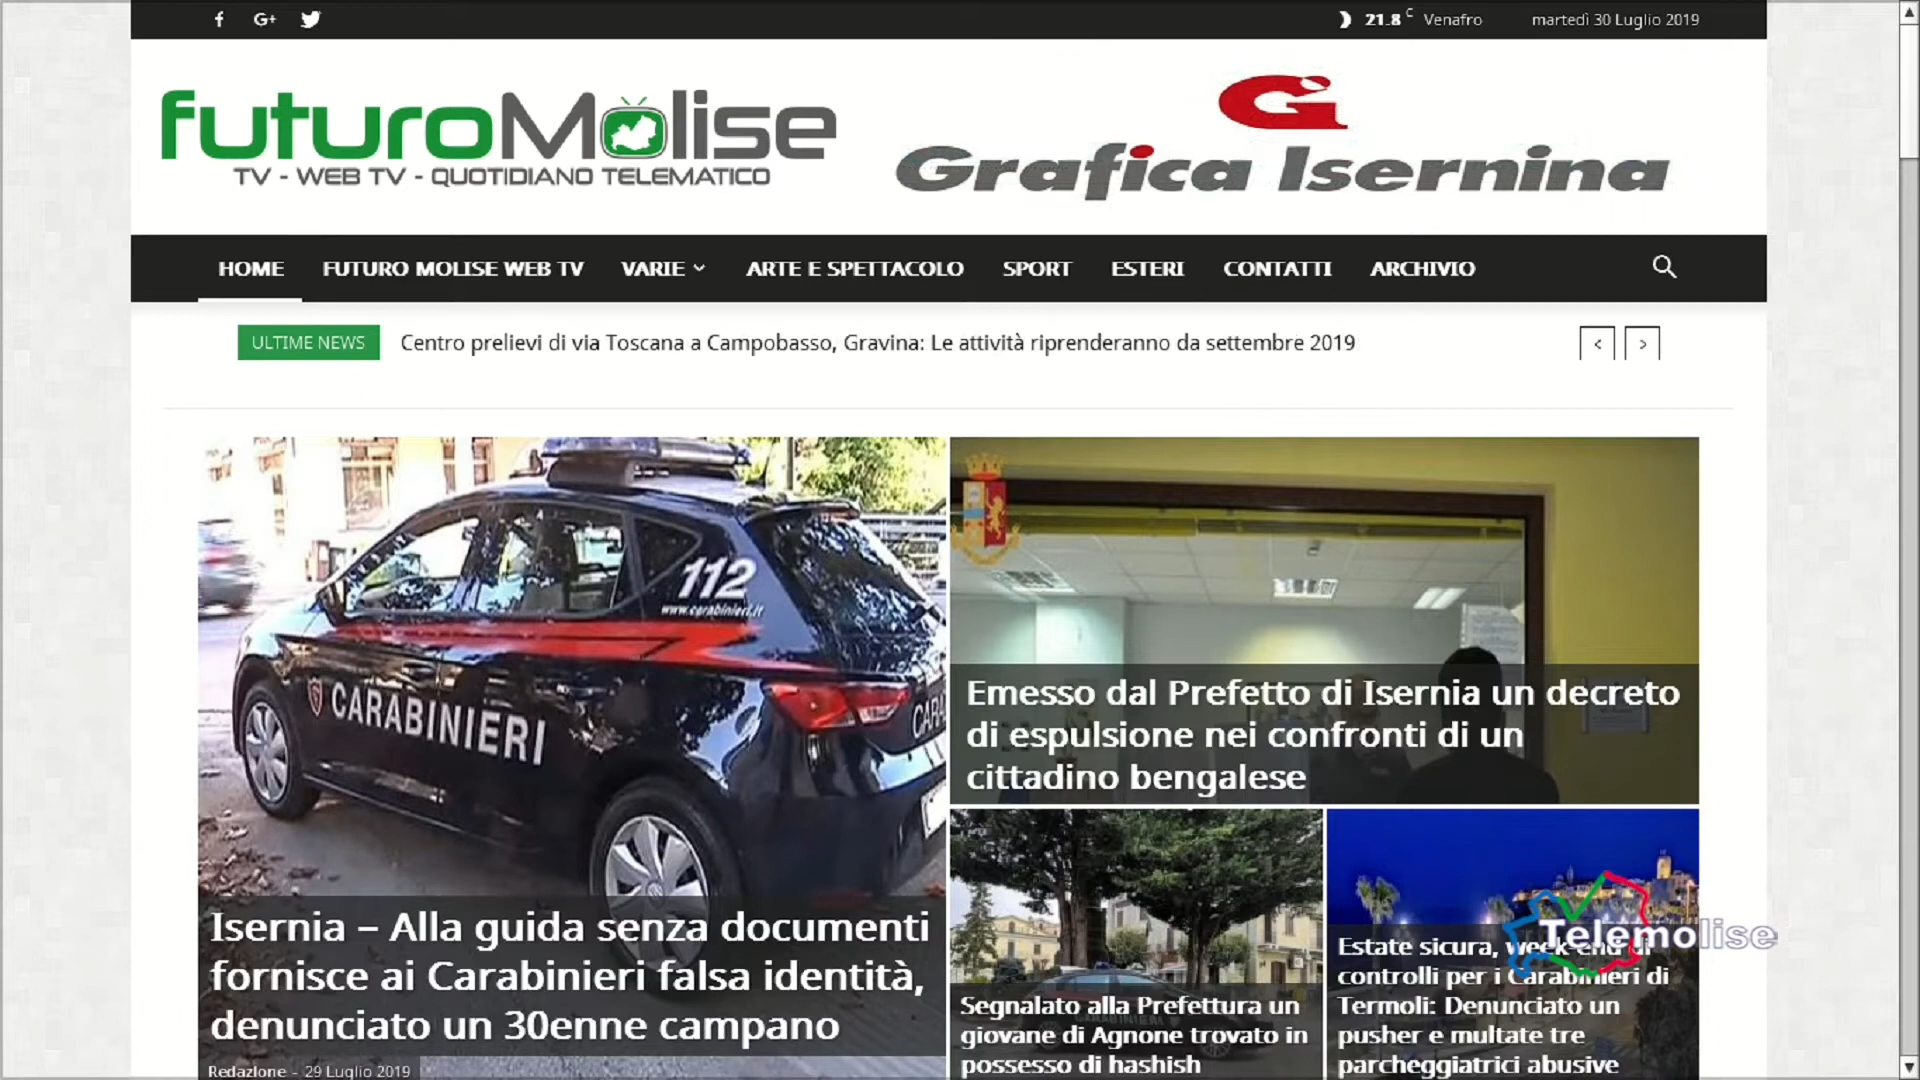 21.8 C Venafro martedì 30 Luglio 2019
futuroMolise
TV - WEB TV - QUOTIDIANO TELEMATICO
G
Grafica Isernina
HOME FUTURO MOLISE WEB TV VARIE ARTE E SPETTACOLO SPORT ESTERI CONTATTI ARCHIVIO
ULTIME NEWS Centro prelievi di via Toscana a Campobasso, Gravina: Le attività riprenderanno da settembre 2019
112
www.carabinieri.it
CARABINIERI
Isernia – Alla guida senza documenti
fornisce ai Carabinieri falsa identità,
denunciato un 30enne campano
Redazione - 29 Luglio 2019
Emesso dal Prefetto di Isernia un decreto
di espulsione nei confronti di un
cittadino bengalese
Segnalato alla Prefettura un
giovane di Agnone trovato in
possesso di hashish
Estate sicura, week-end di
controlli per i Carabinieri di
Termoli: Denunciato un
pusher e multate tre
parcheggiatrici abusive
Telemolise